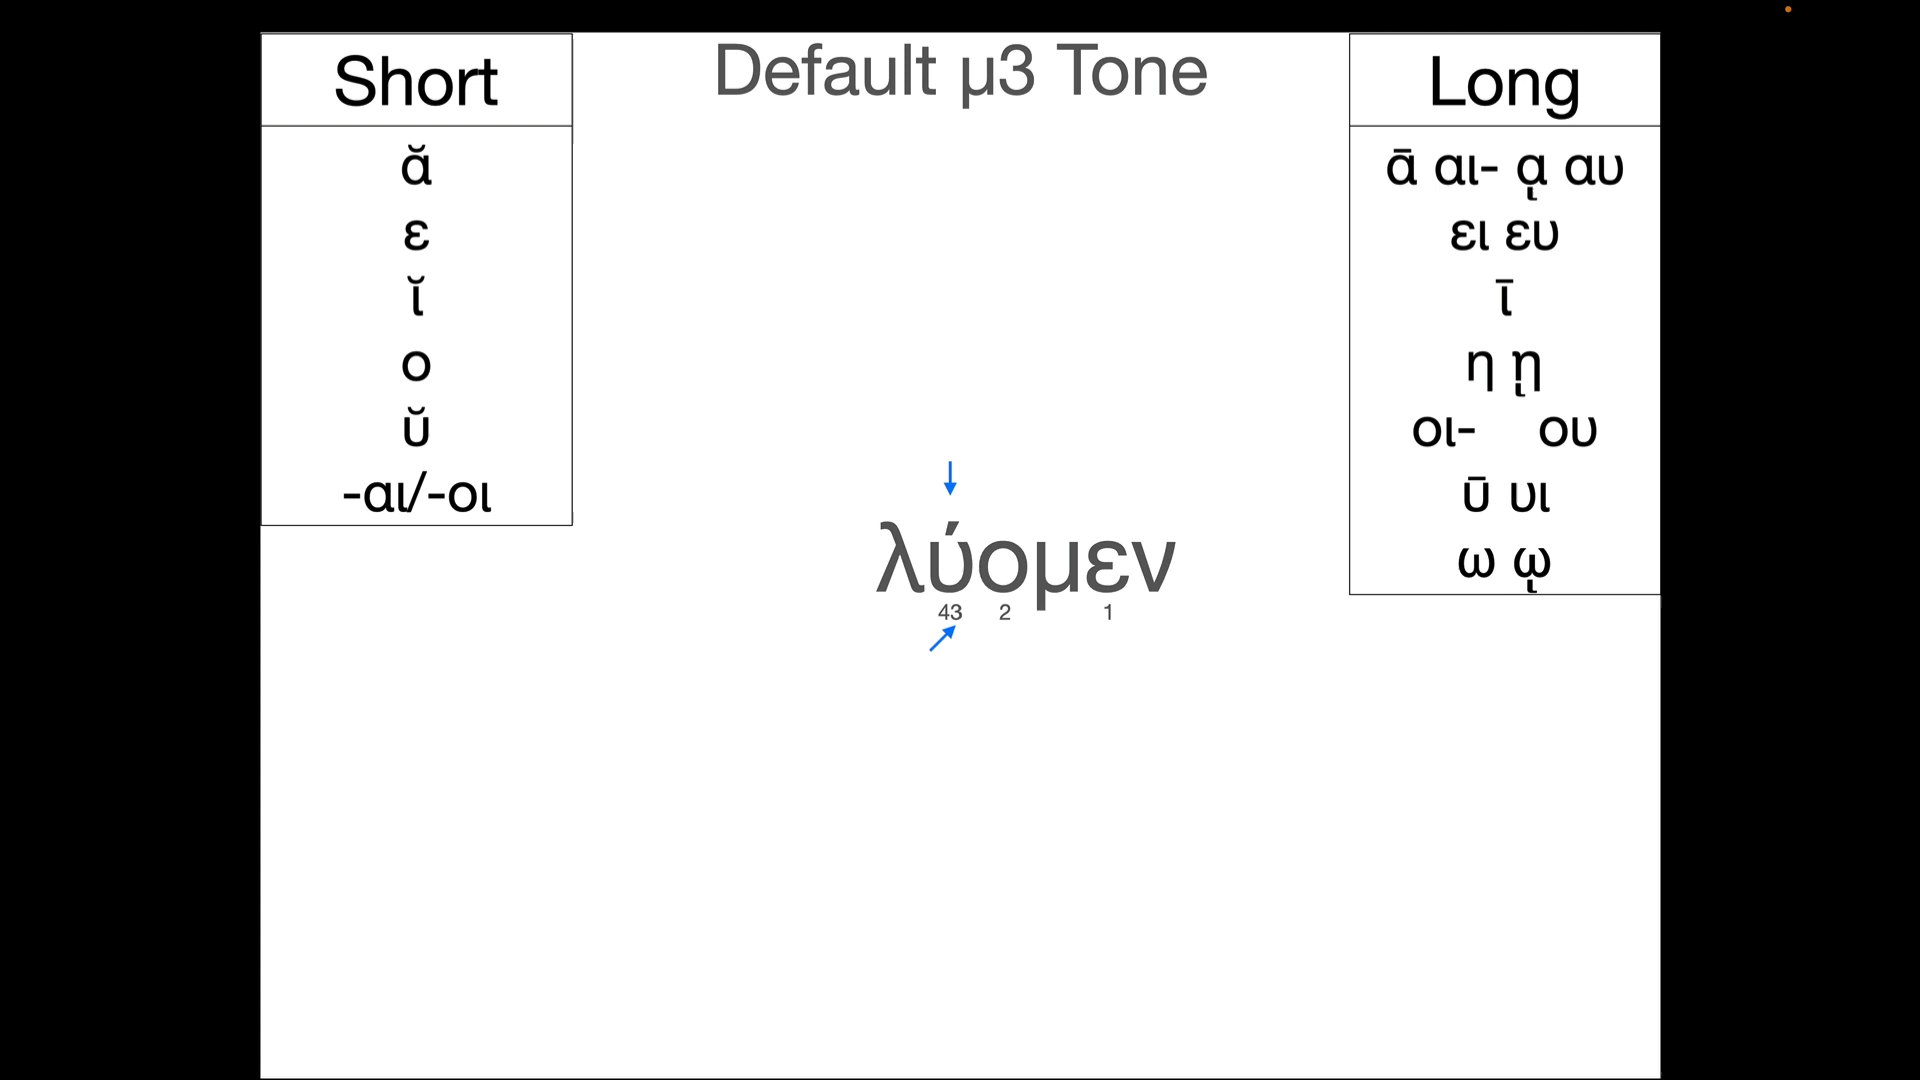 Short
ᾰ
ε
ῐ
ο
ῠ
-αι/-οι
Default μ3 Tone
λύομεν
43 2 1
Long
ᾱ αι- ᾳ αυ
ει ευ
ῑ
η ῃ
οι- ου
ῡ υι
ω ῳ